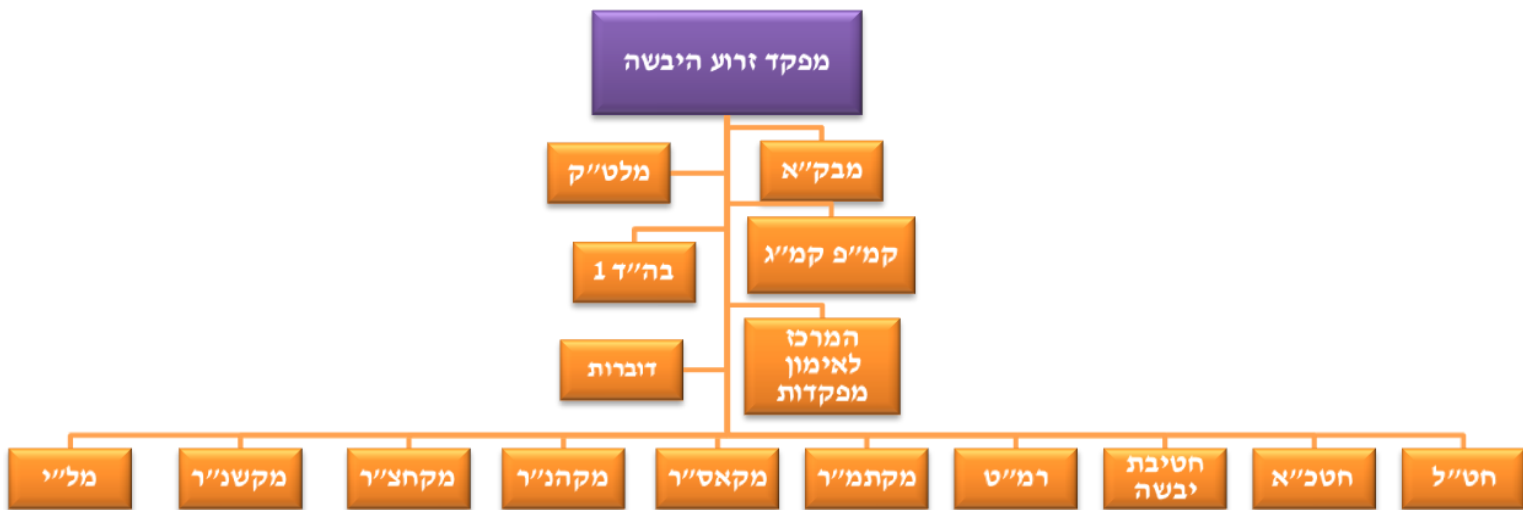 מפקד זרוע היבשה
מבק״א
מלט״ק
קמ״פ קמ״ג
בה״ד 1
המרכז
לאימון
מפקדות
דוברות
חט״ל
חטכ״א
חטיבת
יבשה
רמ״ט
מקתמ״ר
מקאס״ר
מקהנ״ר
מקחצ״ר
מקשנ״ר
מל״י